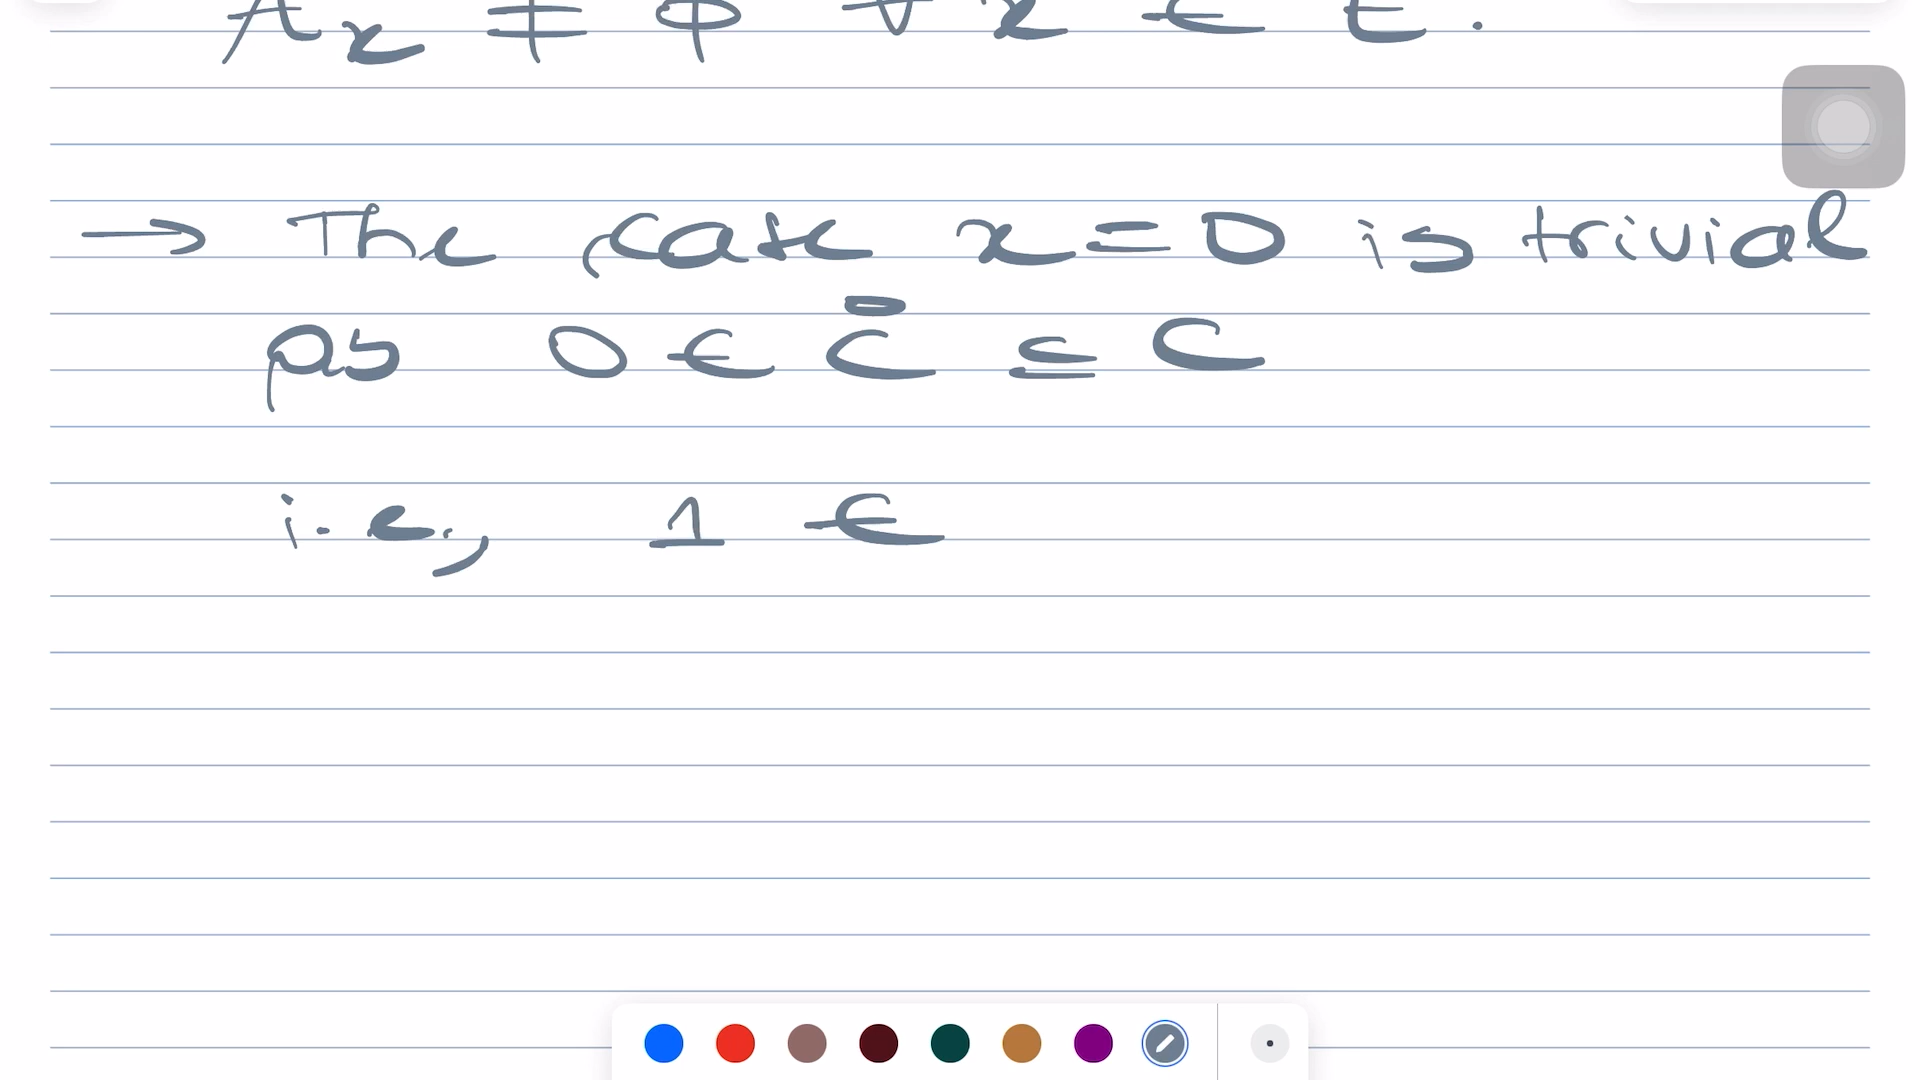 A_x ≠ φ ∀ x ∈ E.
→ The case x = 0 is trivial
as 0 ∈ C̊ ⊆ C
i.e., 1 ∈